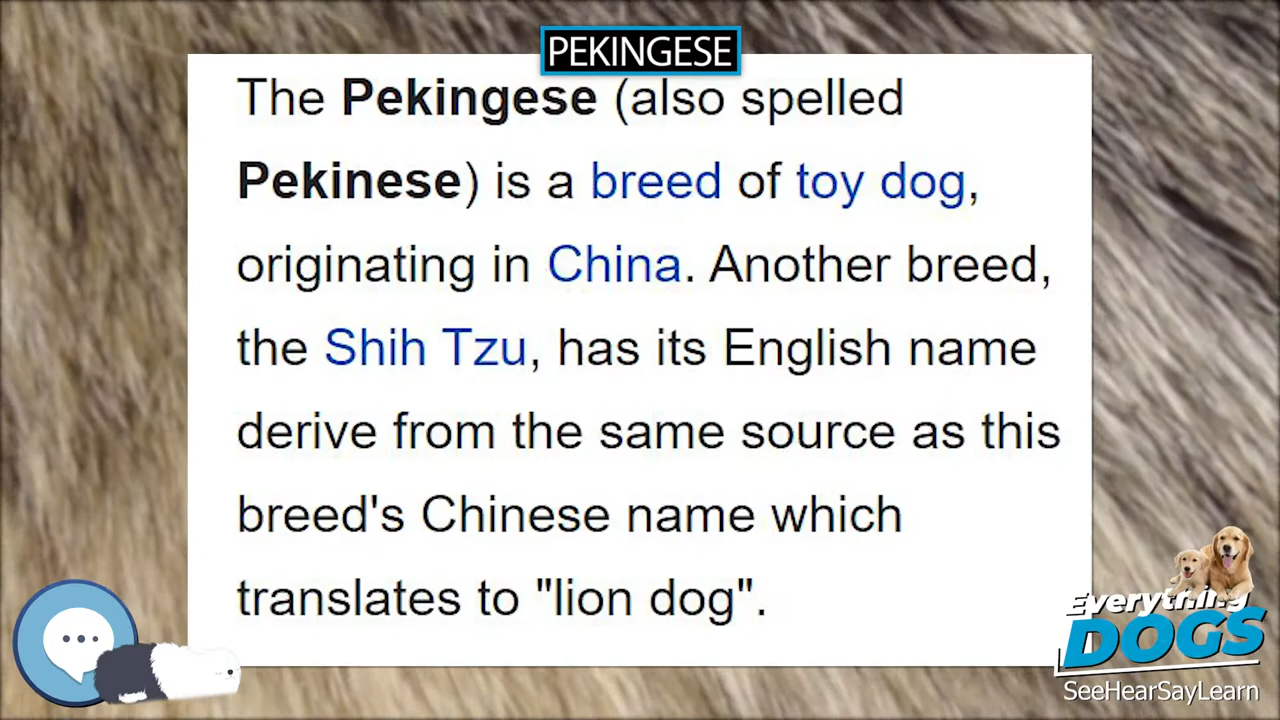 PEKINGESE
The Pekingese (also spelled
Pekinese) is a breed of toy dog,
originating in China. Another breed,
the Shih Tzu, has its English name
derive from the same source as this
breed's Chinese name which
translates to "lion dog".
Everything
DOGS
SeeHearSayLearn